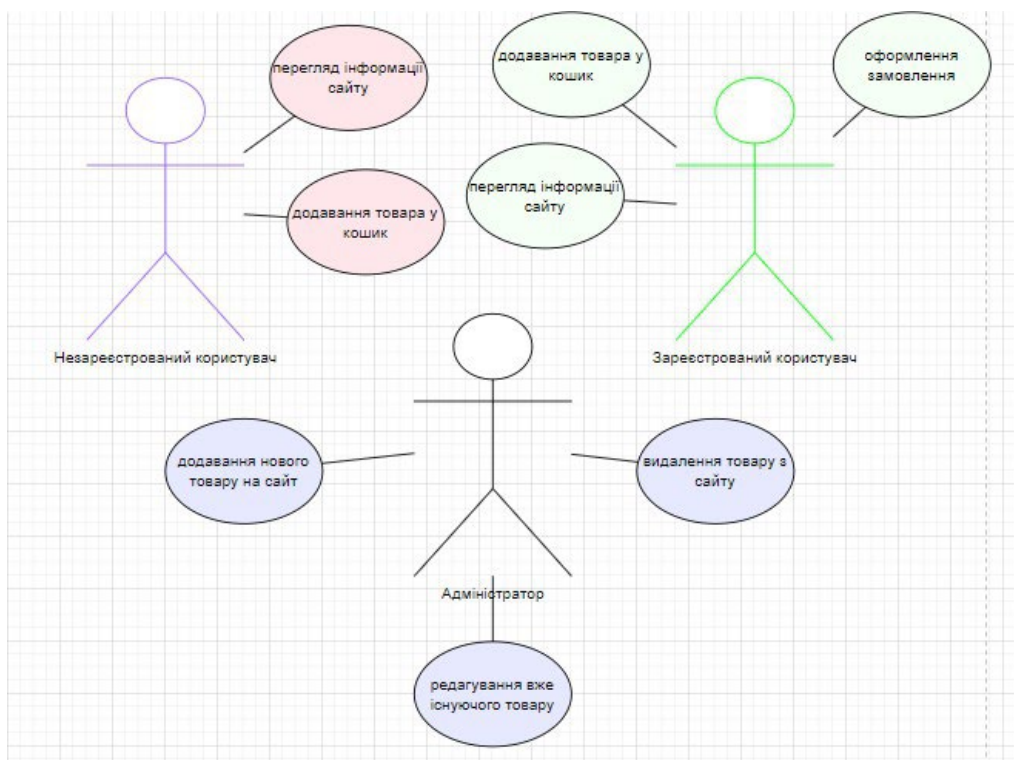 перегляд інформації
сайту
додавання товара у
кошик
Незареєстрований користувач
додавання товара у
кошик
оформлення
замовлення
перегляд інформації
сайту
Зареєстрований користувач
додавання нового
товару на сайт
видалення товару з
сайту
Адміністратор
редагування вже
існуючого товару